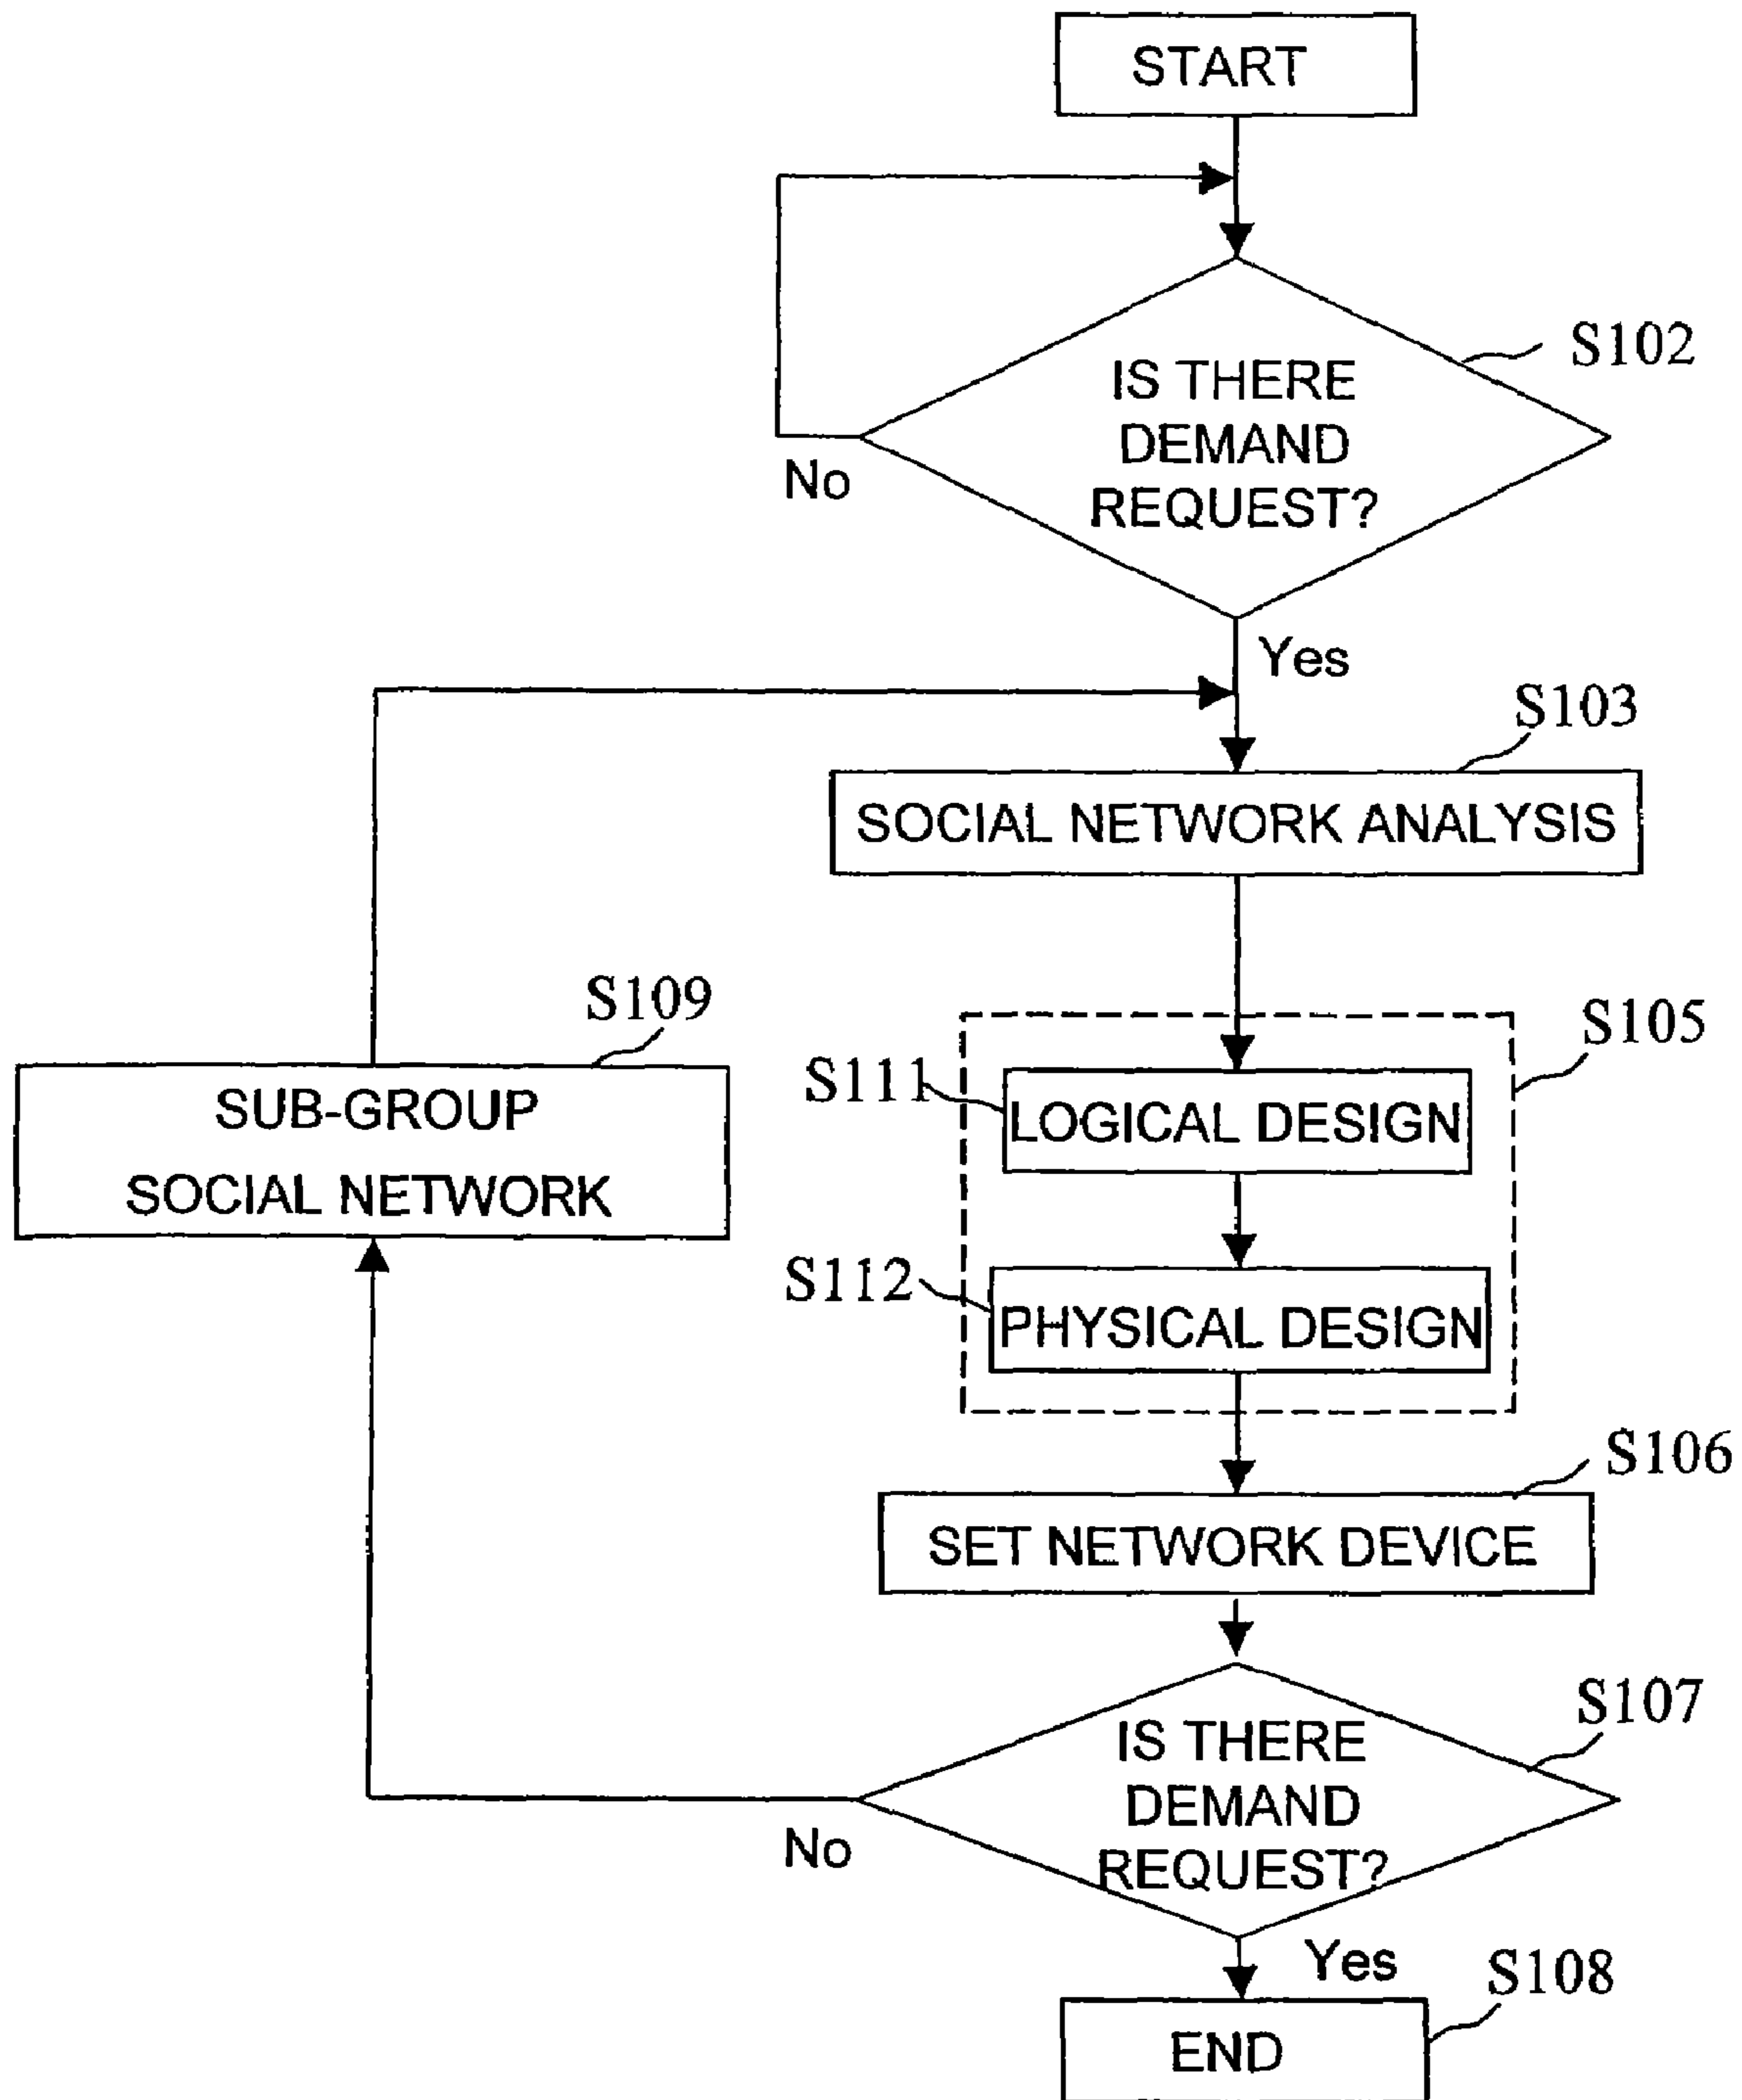 START
S102
IS THERE
DEMAND
REQUEST?
No
Yes
S103
SOCIAL NETWORK ANALYSIS
S109
SUB-GROUP
SOCIAL NETWORK
S105
S111
LOGICAL DESIGN
S112
PHYSICAL DESIGN
S106
SET NETWORK DEVICE
S107
IS THERE
DEMAND
REQUEST?
No
Yes
S108
END